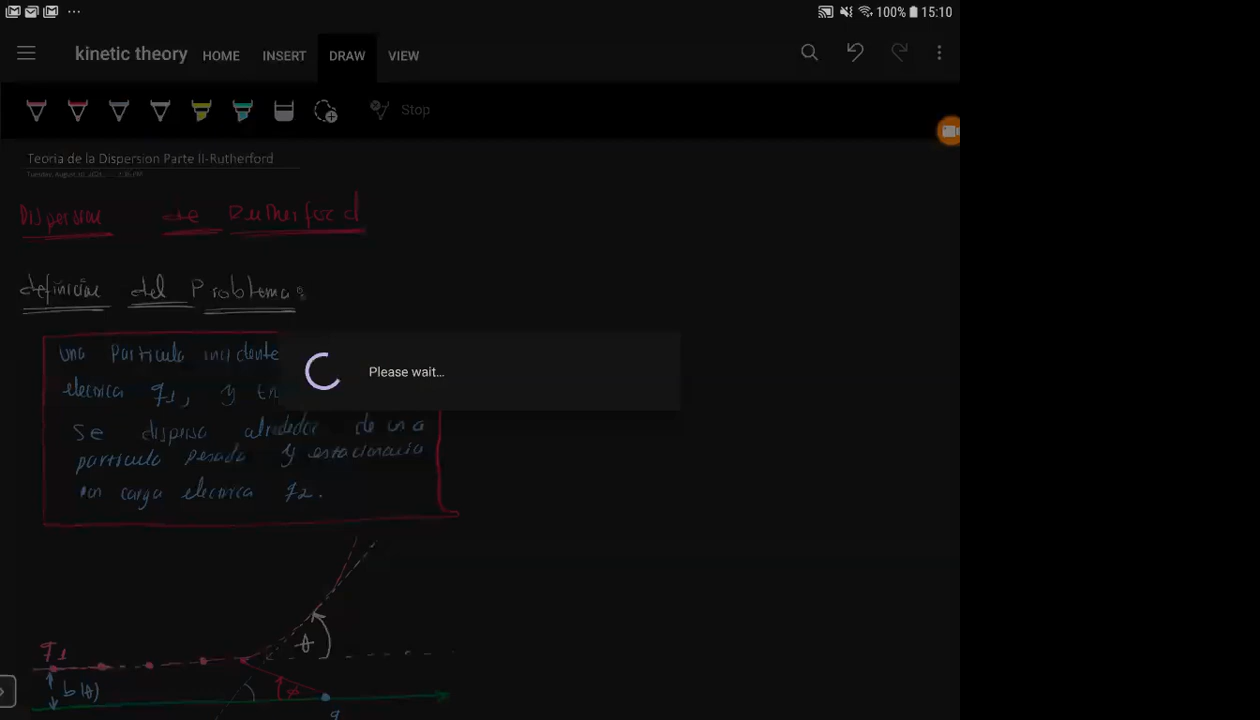 100% 15:10
kinetic theory HOME INSERT DRAW VIEW
Stop
Teoria de la Dispersion Parte II-Rutherford
Dispersion de Rutherford
definicion del Problema:
una Particula incidente
electrica q1, y
Please wait...
se dispersa alrededor de una
particula pesada y estacionaria
con carga electrica q2.
θ
q1
b(θ)
ø
q